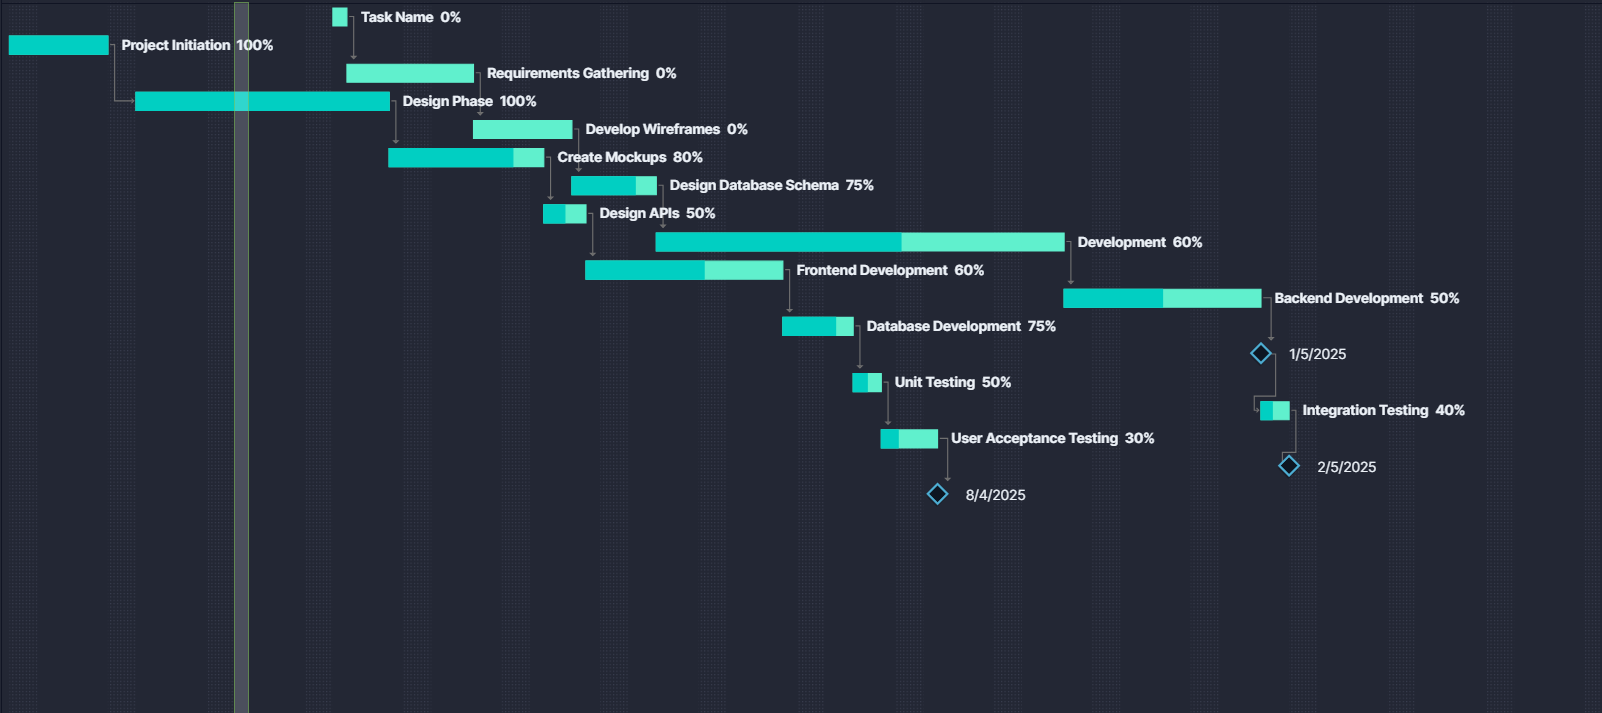 Task Name 0%
Project Initiation 100%
Requirements Gathering 0%
Design Phase 100%
Develop Wireframes 0%
Create Mockups 80%
Design Database Schema 75%
Design APIs 50%
Development 60%
Frontend Development 60%
Backend Development 50%
Database Development 75%
1/5/2025
Unit Testing 50%
Integration Testing 40%
User Acceptance Testing 30%
2/5/2025
8/4/2025